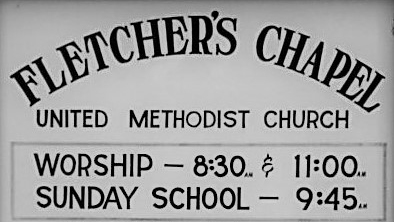 FLETCHER'S CHAPEL
UNITED METHODIST CHURCH
WORSHIP — 8:30 A.M. & 11:00 A.M.
SUNDAY SCHOOL — 9:45 A.M.